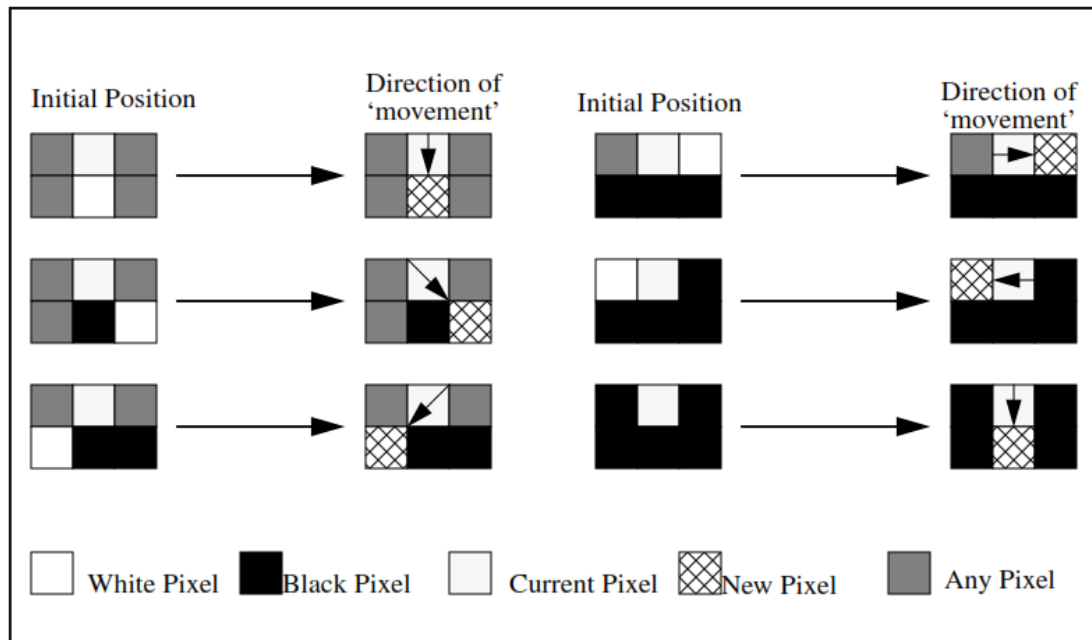 Initial Position
Direction of
‘movement’
Initial Position
Direction of
‘movement’
White Pixel
Black Pixel
Current Pixel
New Pixel
Any Pixel